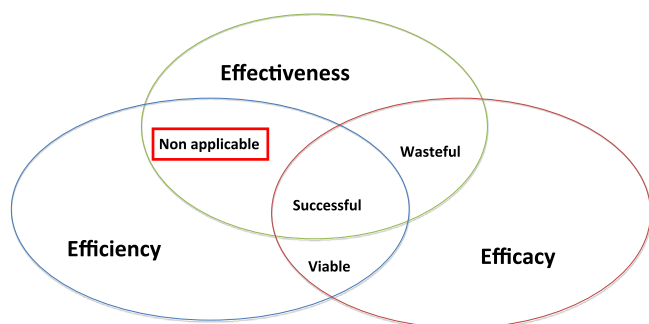 Effectiveness
Non applicable
Wasteful
Successful
Efficiency
Efficacy
Viable